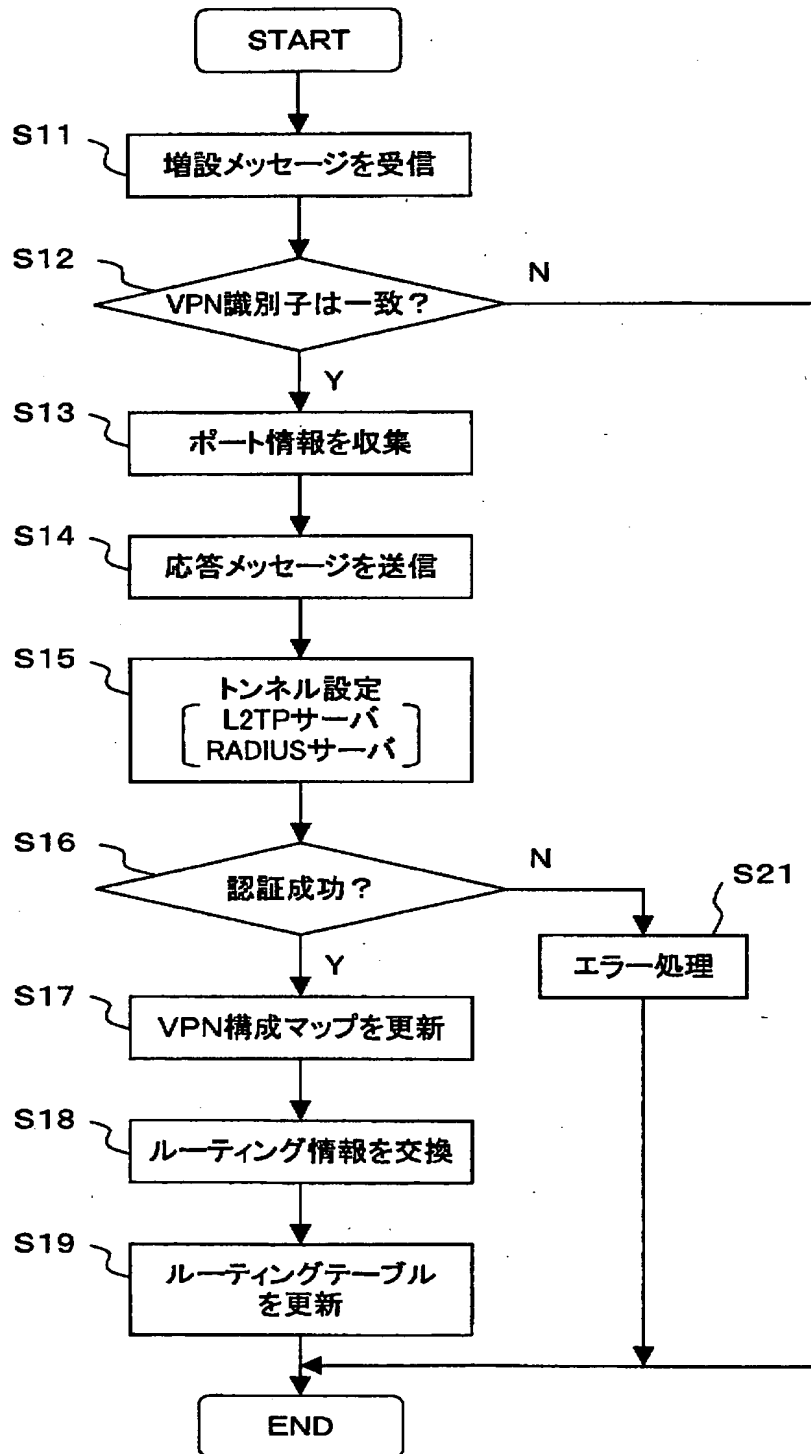 START
S11
増設メッセージを受信
S12
VPN識別子は一致?
N
Y
S13
ポート情報を収集
S14
応答メッセージを送信
S15
トンネル設定
L2TPサーバ
RADIUSサーバ
S16
認証成功?
N
S21
エラー処理
Y
S17
VPN構成マップを更新
S18
ルーティング情報を交換
S19
ルーティングテーブル
を更新
END